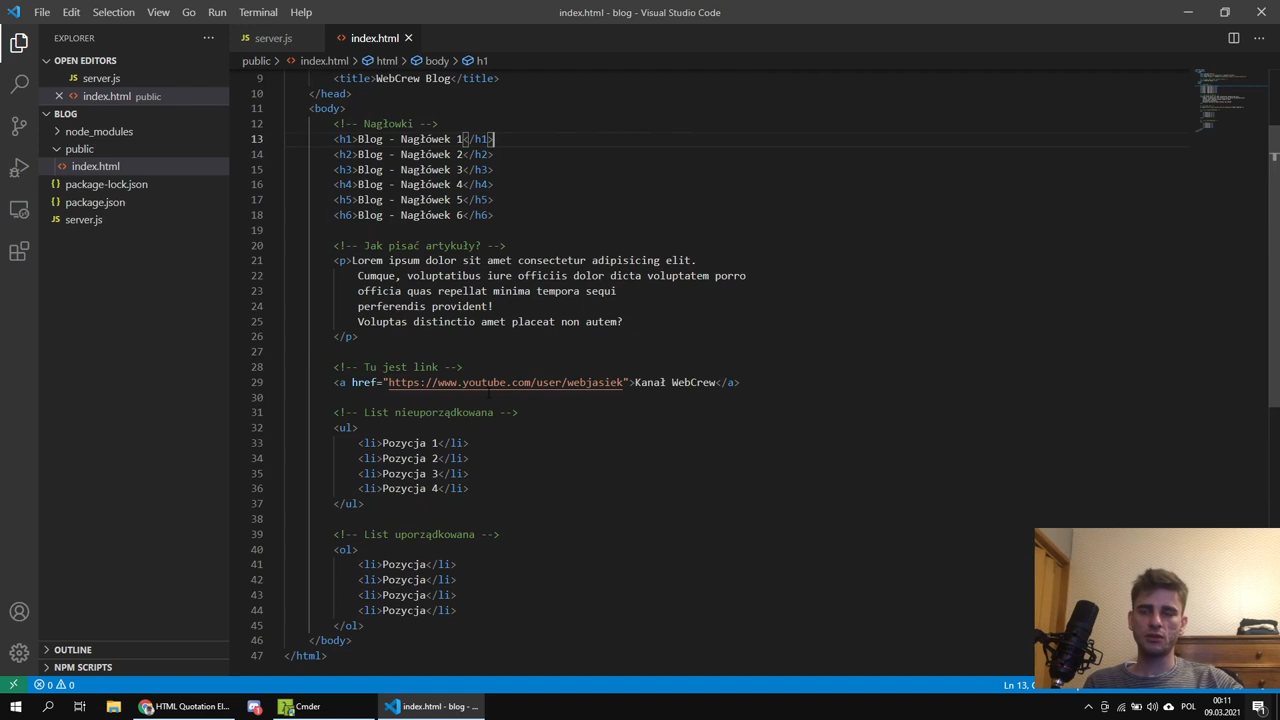 File Edit Selection View Go Run Terminal Help
index.html - blog - Visual Studio Code
EXPLORER
server.js
index.html
OPEN EDITORS
public > index.html > html > body > h1
server.js
index.html public
BLOG
node_modules
public
index.html
package-lock.json
package.json
server.js
9 <title>WebCrew Blog</title>
10 </head>
11 <body>
12 <!-- Nagłowki -->
13 <h1>Blog - Nagłówek 1</h1>
14 <h2>Blog - Nagłówek 2</h2>
15 <h3>Blog - Nagłówek 3</h3>
16 <h4>Blog - Nagłówek 4</h4>
17 <h5>Blog - Nagłówek 5</h5>
18 <h6>Blog - Nagłówek 6</h6>
19
20 <!-- Jak pisać artykuły? -->
21 <p>Lorem ipsum dolor sit amet consectetur adipisicing elit.
22 Cumque, voluptatibus iure officiis dolor dicta voluptatem porro
23 officia quas repellat minima tempora sequi
24 perferendis provident!
25 Voluptas distinctio amet placeat non autem?
26 </p>
27
28 <!-- Tu jest link -->
29 <a href="https://www.youtube.com/user/webjasiek">Kanał WebCrew</a>
30
31 <!-- List nieuporządkowana -->
32 <ul>
33 <li>Pozycja 1</li>
34 <li>Pozycja 2</li>
35 <li>Pozycja 3</li>
36 <li>Pozycja 4</li>
37 </ul>
38
39 <!-- List uporządkowana -->
40 <ol>
41 <li>Pozycja</li>
42 <li>Pozycja</li>
43 <li>Pozycja</li>
44 <li>Pozycja</li>
45 </ol>
46 </body>
47 </html>
OUTLINE
NPM SCRIPTS
0 0
Ln 13,
HTML Quotation El...
Cmder
index.html - blog - ...
POL
00:11
09.03.2021
1